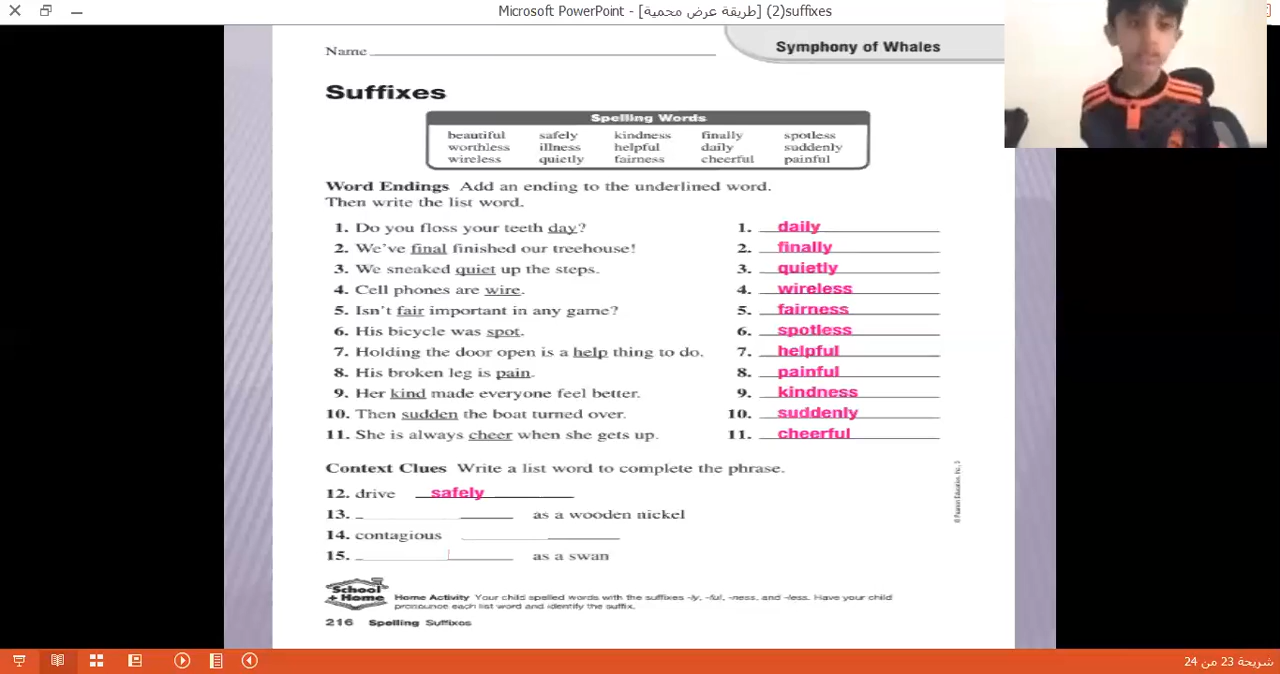 Microsoft PowerPoint - [طريقة عرض محمية] (2)suffixes
Name
Symphony of Whales
Suffixes
Spelling Words
beautiful safely kindness finally spotless
worthless illness helpful daily suddenly
wireless quietly fairness cheerful painful
Word Endings Add an ending to the underlined word.
Then write the list word.
1. Do you floss your teeth day? 1. daily
2. We've final finished our treehouse! 2. finally
3. We sneaked quiet up the steps. 3. quietly
4. Cell phones are wire. 4. wireless
5. Isn't fair important in any game? 5. fairness
6. His bicycle was spot. 6. spotless
7. Holding the door open is a help thing to do. 7. helpful
8. His broken leg is pain. 8. painful
9. Her kind made everyone feel better. 9. kindness
10. Then sudden the boat turned over. 10. suddenly
11. She is always cheer when she gets up. 11. cheerful
Context Clues Write a list word to complete the phrase.
12. drive safely
13. as a wooden nickel
14. contagious
15. as a swan
© Pearson Education, Inc., 3
School + Home
Home Activity Your child spelled words with the suffixes -ly, -ful, -ness, and -less. Have your child
pronounce each list word and identify the suffix.
216 Spelling Suffixes
شريحة 23 من 24